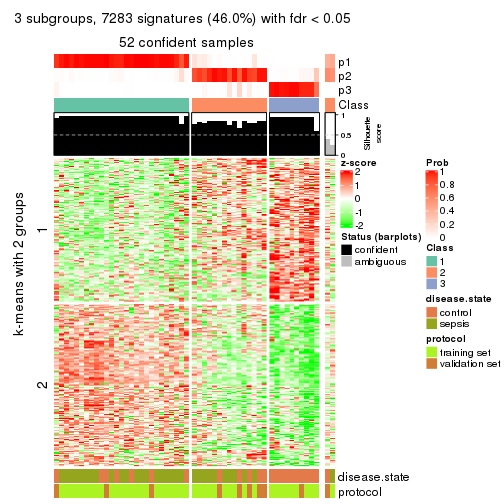 3 subgroups, 7283 signatures (46.0%) with fdr < 0.05
52 confident samples
p1
p2
p3
Class
1
0.5
0
Silhouette
score
k-means with 2 groups
1
2
disease.state
protocol
z-score
2
1
0
-1
-2
Status (barplots)
confident
ambiguous
Prob
1
0.8
0.6
0.4
0.2
0
Class
1
2
3
disease.state
control
sepsis
protocol
training set
validation set